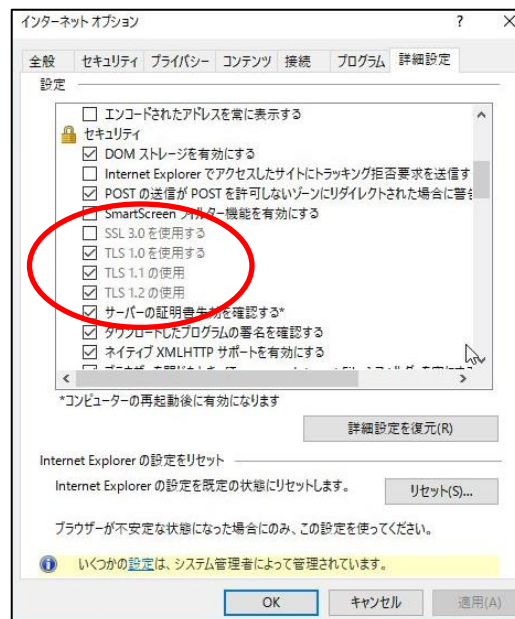 インターネット オプション ? ×
全般 セキュリティ プライバシー コンテンツ 接続 プログラム 詳細設定
設定
エンコードされたアドレスを常に表示する
セキュリティ
DOM ストレージを有効にする
Internet Explorer でアクセスしたサイトにトラッキング拒否要求を送信す
POST の送信が POST を許可しないゾーンにリダイレクトされた場合に警告
SmartScreen フィルター機能を有効にする
SSL 3.0 を使用する
TLS 1.0 を使用する
TLS 1.1 の使用
TLS 1.2 の使用
サーバーの証明書失効を確認する*
ダウンロードしたプログラムの署名を確認する
ネイティブ XMLHTTP サポートを有効にする
*コンピューターの再起動後に有効になります
詳細設定を復元(R)
Internet Explorer の設定をリセット
Internet Explorer の設定を既定の状態にリセットします。
リセット(S)...
ブラウザーが不安定な状態になった場合にのみ、この設定を使ってください。
いくつかの設定は、システム管理者によって管理されています。
OK キャンセル 適用(A)